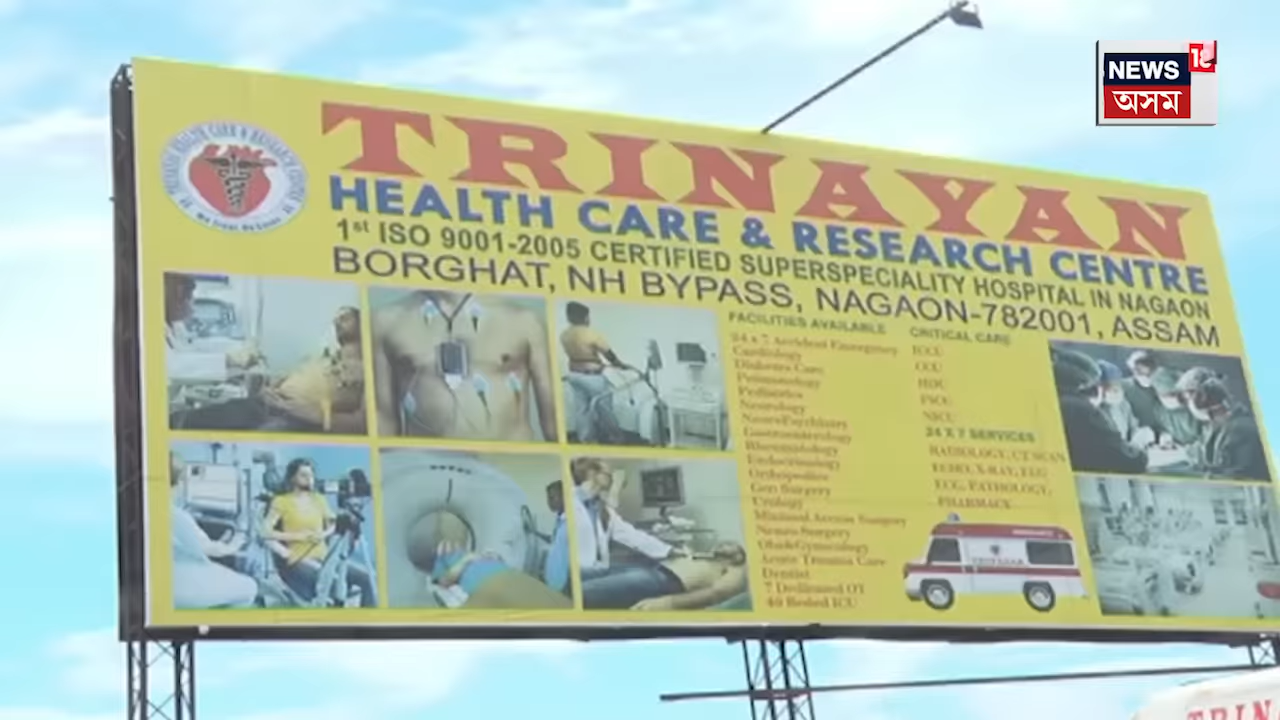 NEWS 18
অসম
TRINAYAN
HEALTH CARE & RESEARCH CENTRE
1st ISO 9001-2005 CERTIFIED SUPERSPECIALITY HOSPITAL IN NAGAON
BORGHAT, NH BYPASS, NAGAON-782001, ASSAM
FACILITIES AVAILABLE
24 x 7 Accident Emergency
Cardiology
Diabetes Care
Pediatrics
Neurology
NeuroPsychiatry
Gastroenterology
Rheumatology
Endocrinology
Orthopedics
Gen Surgery
Urology
Minimal Access Surgery
Neuro Surgery
Obs&Gynecology
Acute Trauma Care
Dentist
7 Dedicated OT
40 Beded ICU
CRITICAL CARE
ICCU
CCU
HDU
NICU
24 X 7 SERVICES
RADIOLOGY, CT SCAN
ECHO, X-RAY, EEG
ECG, PATHOLOGY,
PHARMACY